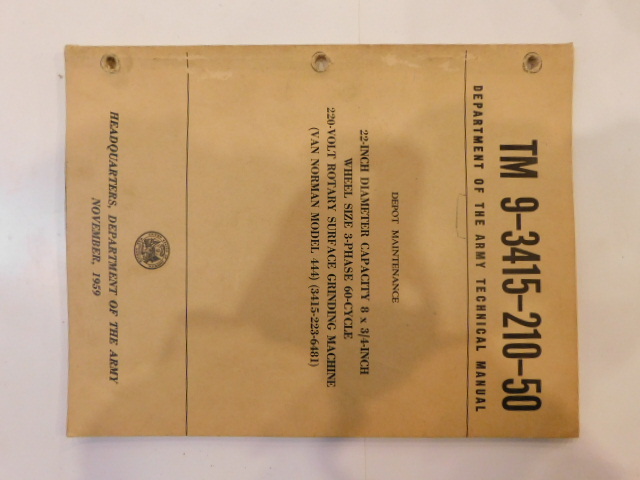 TM 9-3415-210-50
DEPARTMENT OF THE ARMY TECHNICAL MANUAL
DEPOT MAINTENANCE
22-INCH DIAMETER CAPACITY 8 x 3/4-INCH
WHEEL SIZE 3-PHASE 60-CYCLE
220-VOLT ROTARY SURFACE GRINDING MACHINE
(VAN NORMAN MODEL 444) (3415-223-6481)
HEADQUARTERS, DEPARTMENT OF THE ARMY
NOVEMBER, 1959